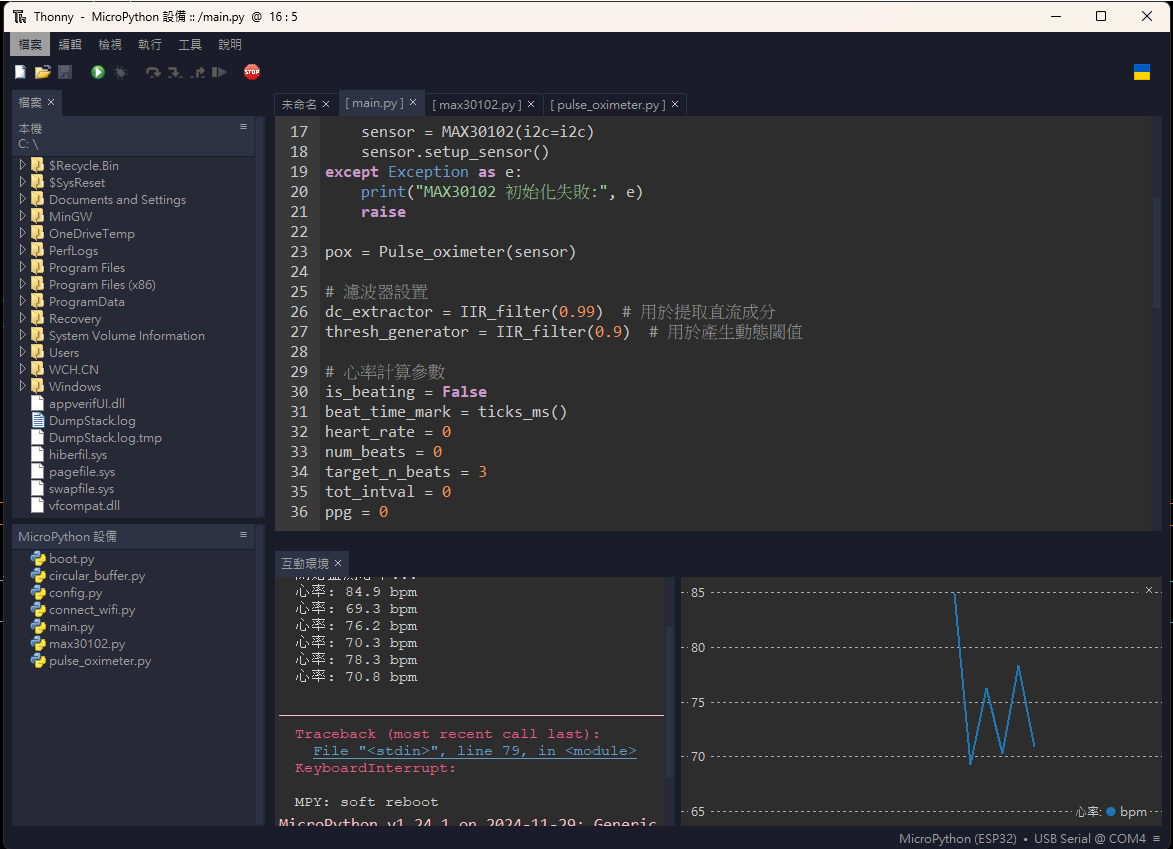 Thonny - MicroPython 設備 :: /main.py @ 16 : 5
檔案 編輯 檢視 執行 工具 說明
STOP
檔案 ×
本機 ≡
C: \
$Recycle.Bin
$SysReset
Documents and Settings
MinGW
OneDriveTemp
PerfLogs
Program Files
Program Files (x86)
ProgramData
Recovery
System Volume Information
Users
WCH.CN
Windows
appverifUI.dll
DumpStack.log
DumpStack.log.tmp
hiberfil.sys
pagefile.sys
swapfile.sys
vfcompat.dll
MicroPython 設備 ≡
boot.py
circular_buffer.py
config.py
connect_wifi.py
main.py
max30102.py
pulse_oximeter.py
未命名 × [ main.py ] × [ max30102.py ] × [ pulse_oximeter.py ] ×
17     sensor = MAX30102(i2c=i2c)
18     sensor.setup_sensor()
19 except Exception as e:
20     print("MAX30102 初始化失敗:", e)
21     raise
22
23 pox = Pulse_oximeter(sensor)
24
25 # 濾波器設置
26 dc_extractor = IIR_filter(0.99)  # 用於提取直流成分
27 thresh_generator = IIR_filter(0.9)  # 用於產生動態閾值
28
29 # 心率計算參數
30 is_beating = False
31 beat_time_mark = ticks_ms()
32 heart_rate = 0
33 num_beats = 0
34 target_n_beats = 3
35 tot_intval = 0
36 ppg = 0
互動環境 ×
心率: 84.9 bpm
心率: 69.3 bpm
心率: 76.2 bpm
心率: 70.3 bpm
心率: 78.3 bpm
心率: 70.8 bpm
Traceback (most recent call last):
File "<stdin>", line 79, in <module>
KeyboardInterrupt:
MPY: soft reboot
MicroPython v1.24.1 on 2024-11-29; Generic
85
80
75
70
65
心率: bpm
MicroPython (ESP32) • USB Serial @ COM4 ≡